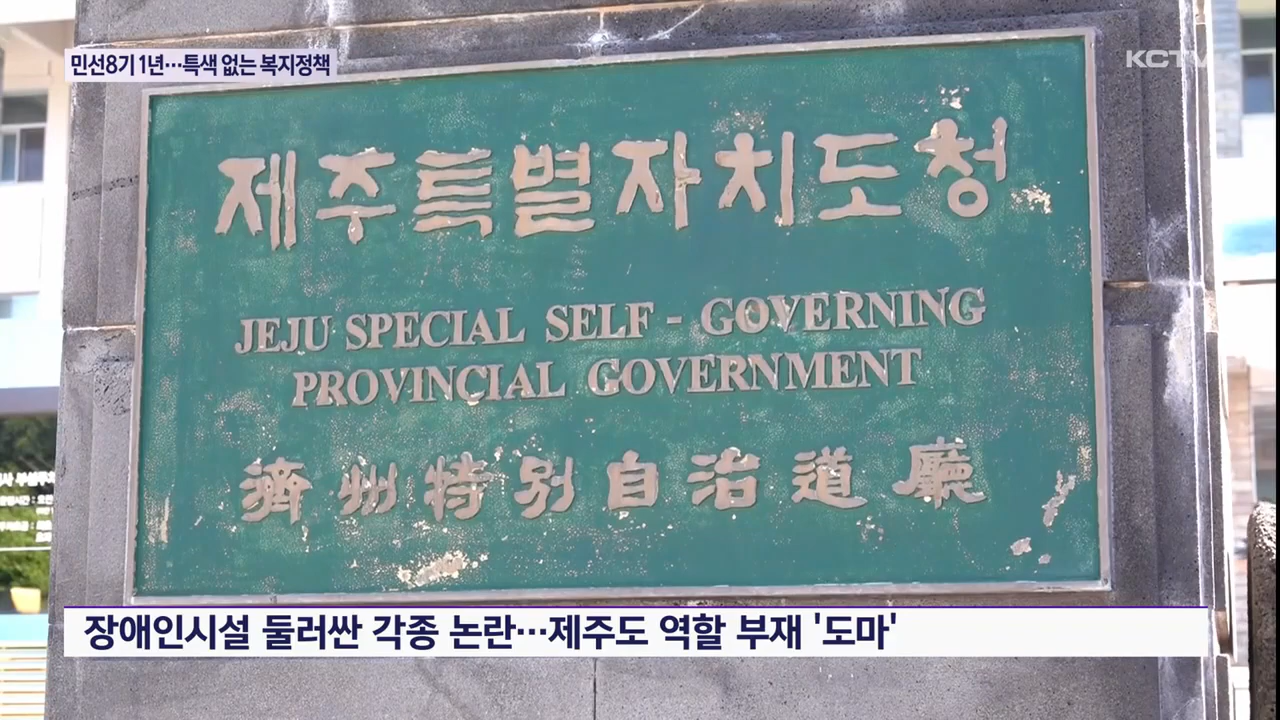 민선8기 1년…특색 없는 복지정책
KCTV
제주특별자치도청
JEJU SPECIAL SELF - GOVERNING
PROVINCIAL GOVERNMENT
濟州特別自治道廳
장애인시설 둘러싼 각종 논란…제주도 역할 부재 '도마'